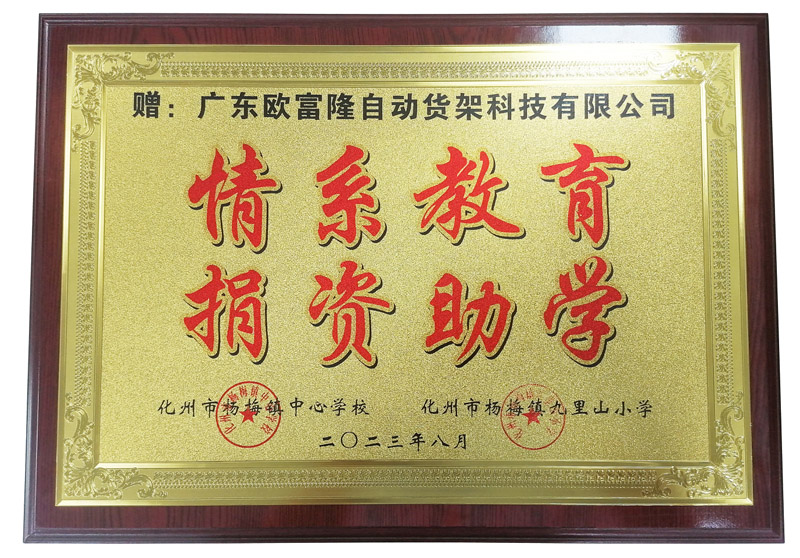 赠：广东欧富隆自动货架科技有限公司
情系教育
捐资助学
化州市杨梅镇中心学校 化州市杨梅镇九里山小学
二〇二三年八月